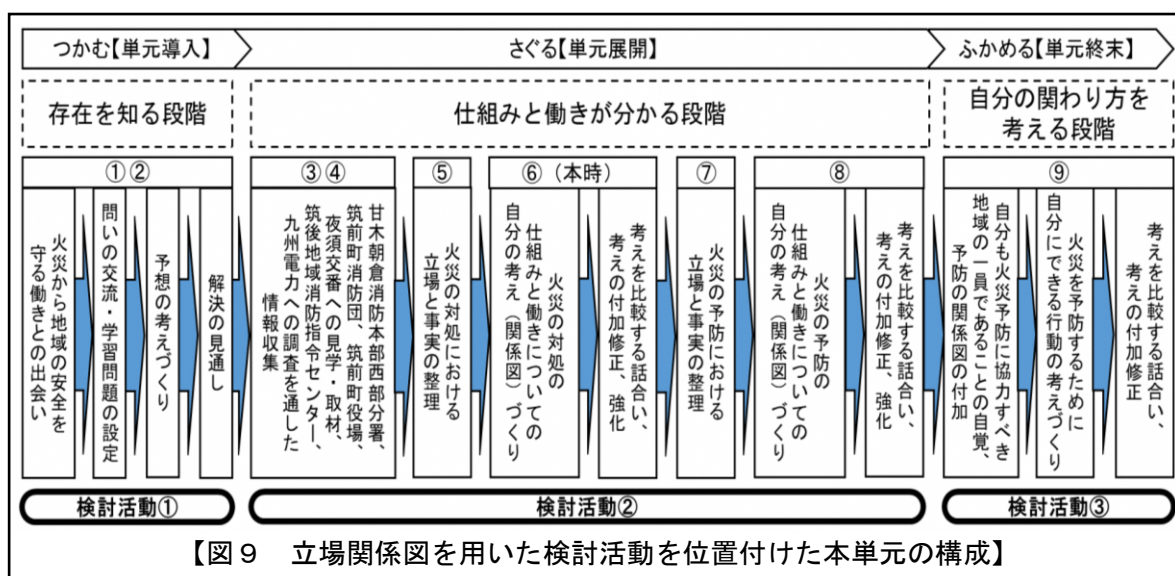 つかむ【単元導入】
さぐる【単元展開】
ふかめる【単元終末】
存在を知る段階
仕組みと働きが分かる段階
自分の関わり方を
考える段階
①②
③④
⑤
⑥(本時)
⑦
⑧
⑨
火災から地域の安全を
守る働きとの出会い
問いの交流・学習問題の設定
予想の考えづくり
解決の見通し
甘木朝倉消防本部西部分署、
筑前町消防団、筑前町役場、
夜須交番への見学・取材、
筑後地域消防指令センター、
九州電力への調査を通した
情報収集
火災の対処における
立場と事実の整理
火災の対処の
仕組みと働きについての
自分の考え(関係図)づくり
考えを比較する話合い、
考えの付加修正、強化
火災の予防における
立場と事実の整理
火災の予防の
仕組みと働きについての
自分の考え(関係図)づくり
考えを比較する話合い、
考えの付加修正、強化
自分も火災予防に協力すべき
地域の一員であることの自覚、
予防の関係図の付加
火災を予防するために
自分にできる行動の考えづくり
考えを比較する話合い、
考えの付加修正
検討活動①
検討活動②
検討活動③
【図9 立場関係図を用いた検討活動を位置付けた本単元の構成】